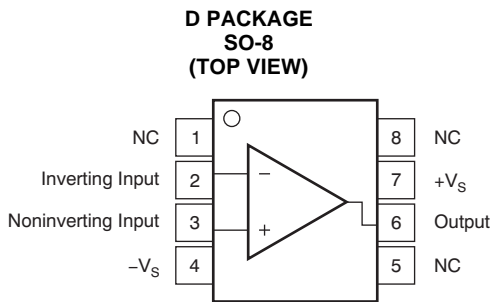 D PACKAGE
SO-8
(TOP VIEW)
NC 1 8 NC
Inverting Input 2 − 7 +VS
Noninverting Input 3 + 6 Output
−VS 4 5 NC